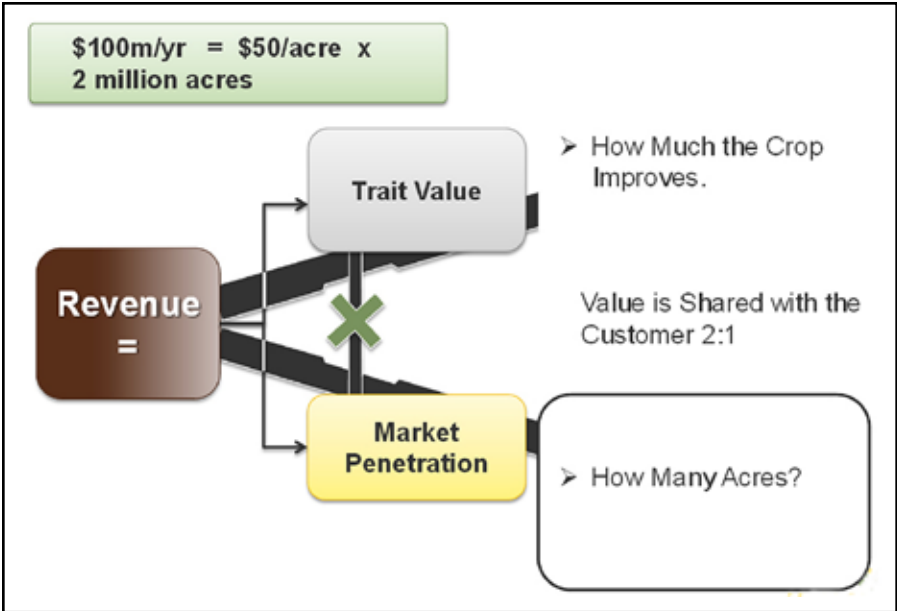 $100m/yr = $50/acre x
2 million acres
Trait Value
➢ How Much the Crop
Improves.
Revenue
=
Value is Shared with the
Customer 2:1
Market
Penetration
➢ How Many Acres?